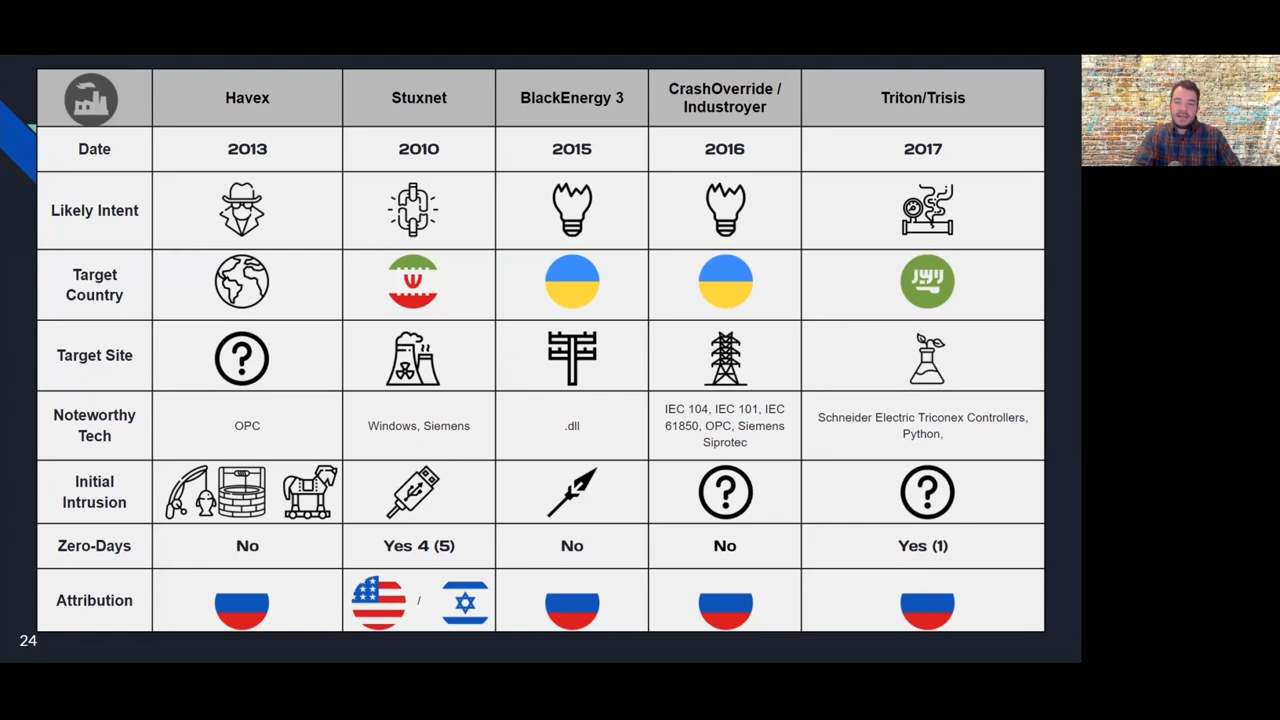 Havex
Stuxnet
BlackEnergy 3
CrashOverride /
Industroyer
Triton/Trisis
Date
2013
2010
2015
2016
2017
Likely Intent
Target
Country
Target Site
Noteworthy
Tech
OPC
Windows, Siemens
.dll
IEC 104, IEC 101, IEC
61850, OPC, Siemens
Siprotec
Schneider Electric Triconex Controllers,
Python,
Initial
Intrusion
Zero-Days
No
Yes 4 (5)
No
No
Yes (1)
Attribution
/
24